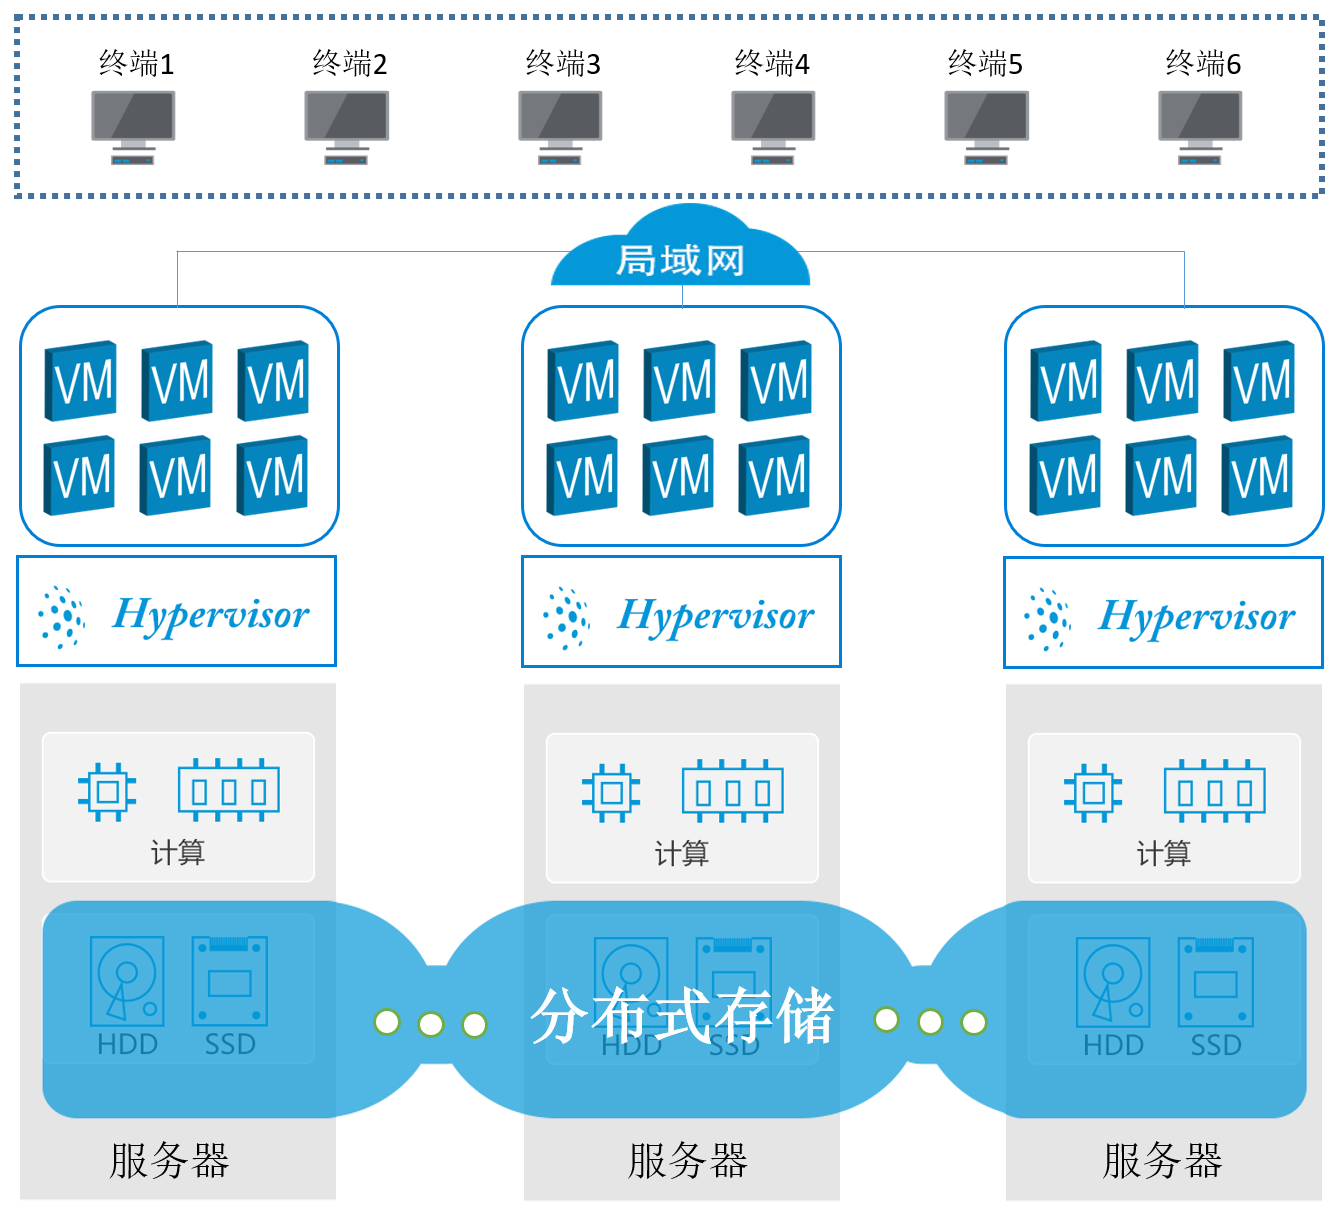 终端1 终端2 终端3 终端4 终端5 终端6
局域网
VM VM VM VM VM VM VM VM VM
VM VM VM VM VM VM VM VM VM
Hypervisor Hypervisor Hypervisor
计算 计算 计算
分布式存储
HDD SSD HDD SSD HDD SSD
服务器 服务器 服务器